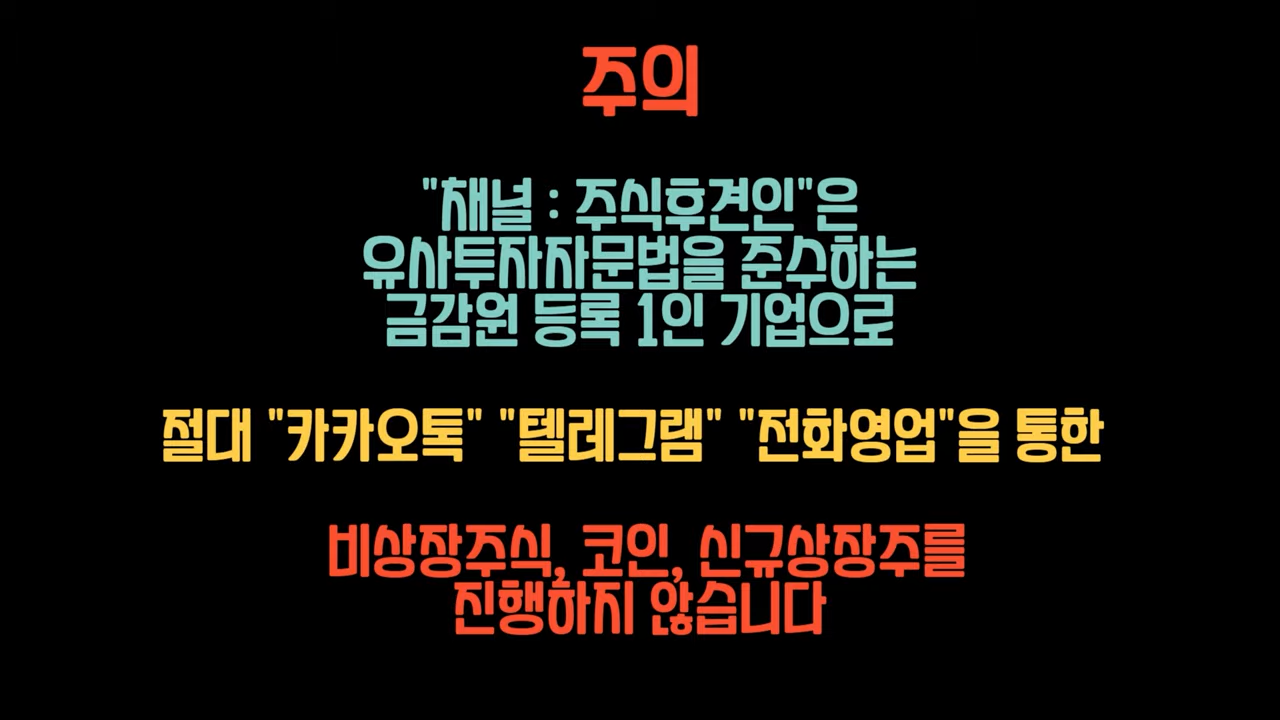 주의
"채널 : 주식후견인"은
유사투자자문법을 준수하는
금감원 등록 1인 기업으로
절대 "카카오톡" "텔레그램" "전화영업"을 통한
비상장주식, 코인, 신규상장주를
진행하지 않습니다